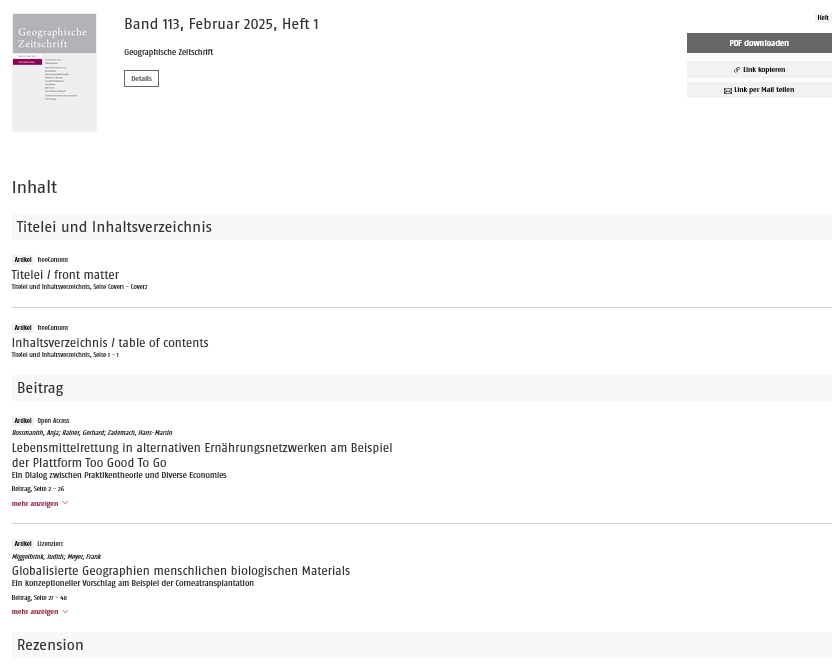 Geographische
Zeitschrift
Band 113, Februar 2025, Heft 1
Geographische Zeitschrift
Details
Heft
PDF downloaden
Link kopieren
Link per Mail teilen
Inhalt
Titelei und Inhaltsverzeichnis
Artikel freeContent
Titelei / front matter
Titelei und Inhaltsverzeichnis, Seite Cover1 - Cover2
Artikel freeContent
Inhaltsverzeichnis / table of contents
Titelei und Inhaltsverzeichnis, Seite 1 - 1
Beitrag
Artikel Open Access
Rossmanith, Anja; Rainer, Gerhard; Zademach, Hans-Martin
Lebensmittelrettung in alternativen Ernährungsnetzwerken am Beispiel
der Plattform Too Good To Go
Ein Dialog zwischen Praktikentheorie und Diverse Economies
Beitrag, Seite 2 - 26
mehr anzeigen
Artikel Lizenziert
Miggelbrink, Judith; Meyer, Frank
Globalisierte Geographien menschlichen biologischen Materials
Ein konzeptioneller Vorschlag am Beispiel der Corneatransplantation
Beitrag, Seite 27 -
mehr anzeigen
Rezension